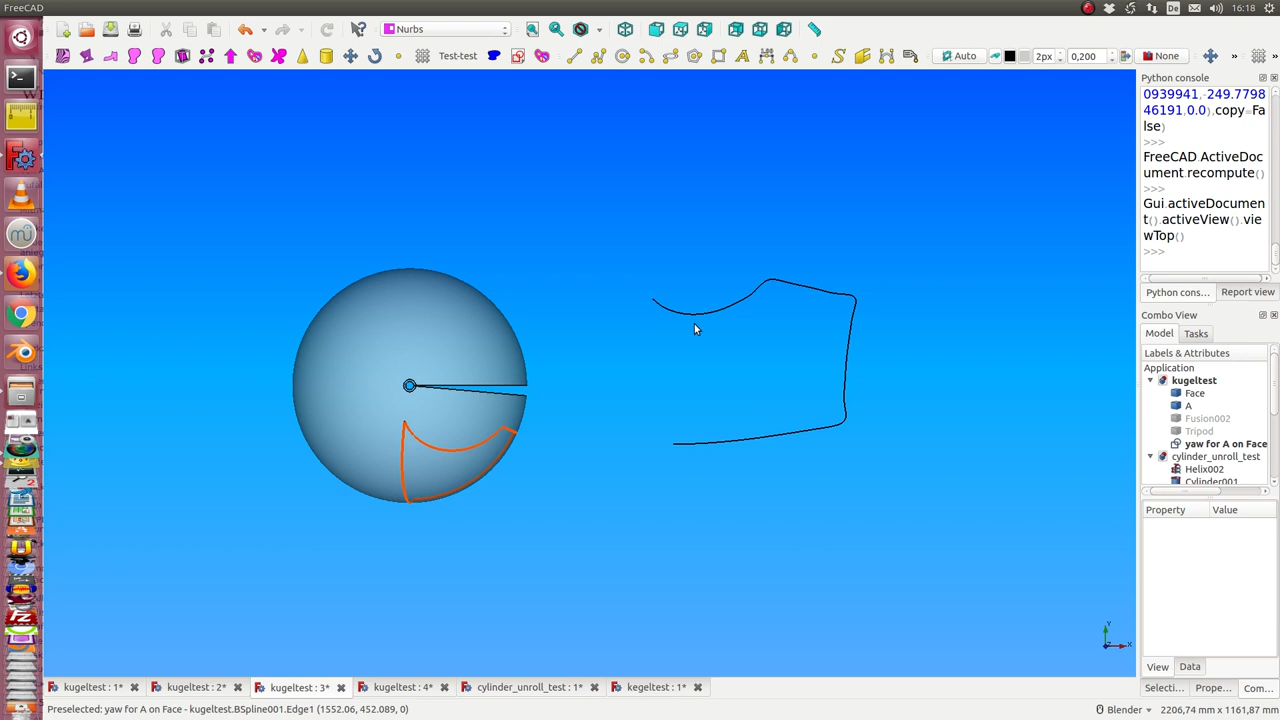 FreeCAD
De
16:18
Nurbs
Test-test
Auto
2px
0,200
None
»
»
Python console
0939941,-249.7798
46191,0.0),copy=Fa
lse)
>>>
FreeCAD.ActiveDoc
ument.recompute()
>>>
Gui.activeDocumen
t().activeView().vie
wTop()
>>>
Python cons...
Report view
Combo View
Model
Tasks
Labels & Attributes
Application
kugeltest
Face
A
Fusion002
Tripod
yaw for A on Face
cylinder_unroll_test
Helix002
Cylinder001
Property
Value
Y
X
View
Data
kugeltest : 1*
kugeltest : 2*
kugeltest : 3*
kugeltest : 4*
cylinder_unroll_test : 1*
kegeltest : 1*
Selecti...
Prope...
Com...
Preselected: yaw for A on Face - kugeltest.BSpline001.Edge1 (1552.06, 452.089, 0)
Blender
2206,74 mm x 1161,87 mm